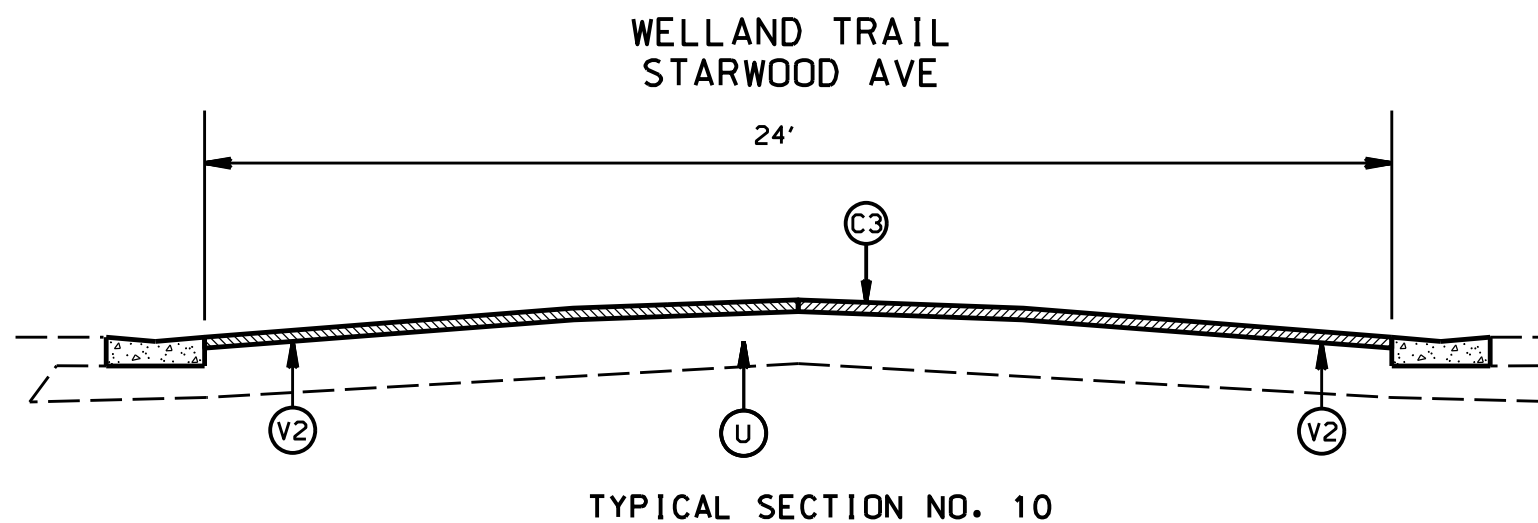 WELLAND TRAIL
STARWOOD AVE
24'
C3
V2
U
V2
TYPICAL SECTION NO. 10